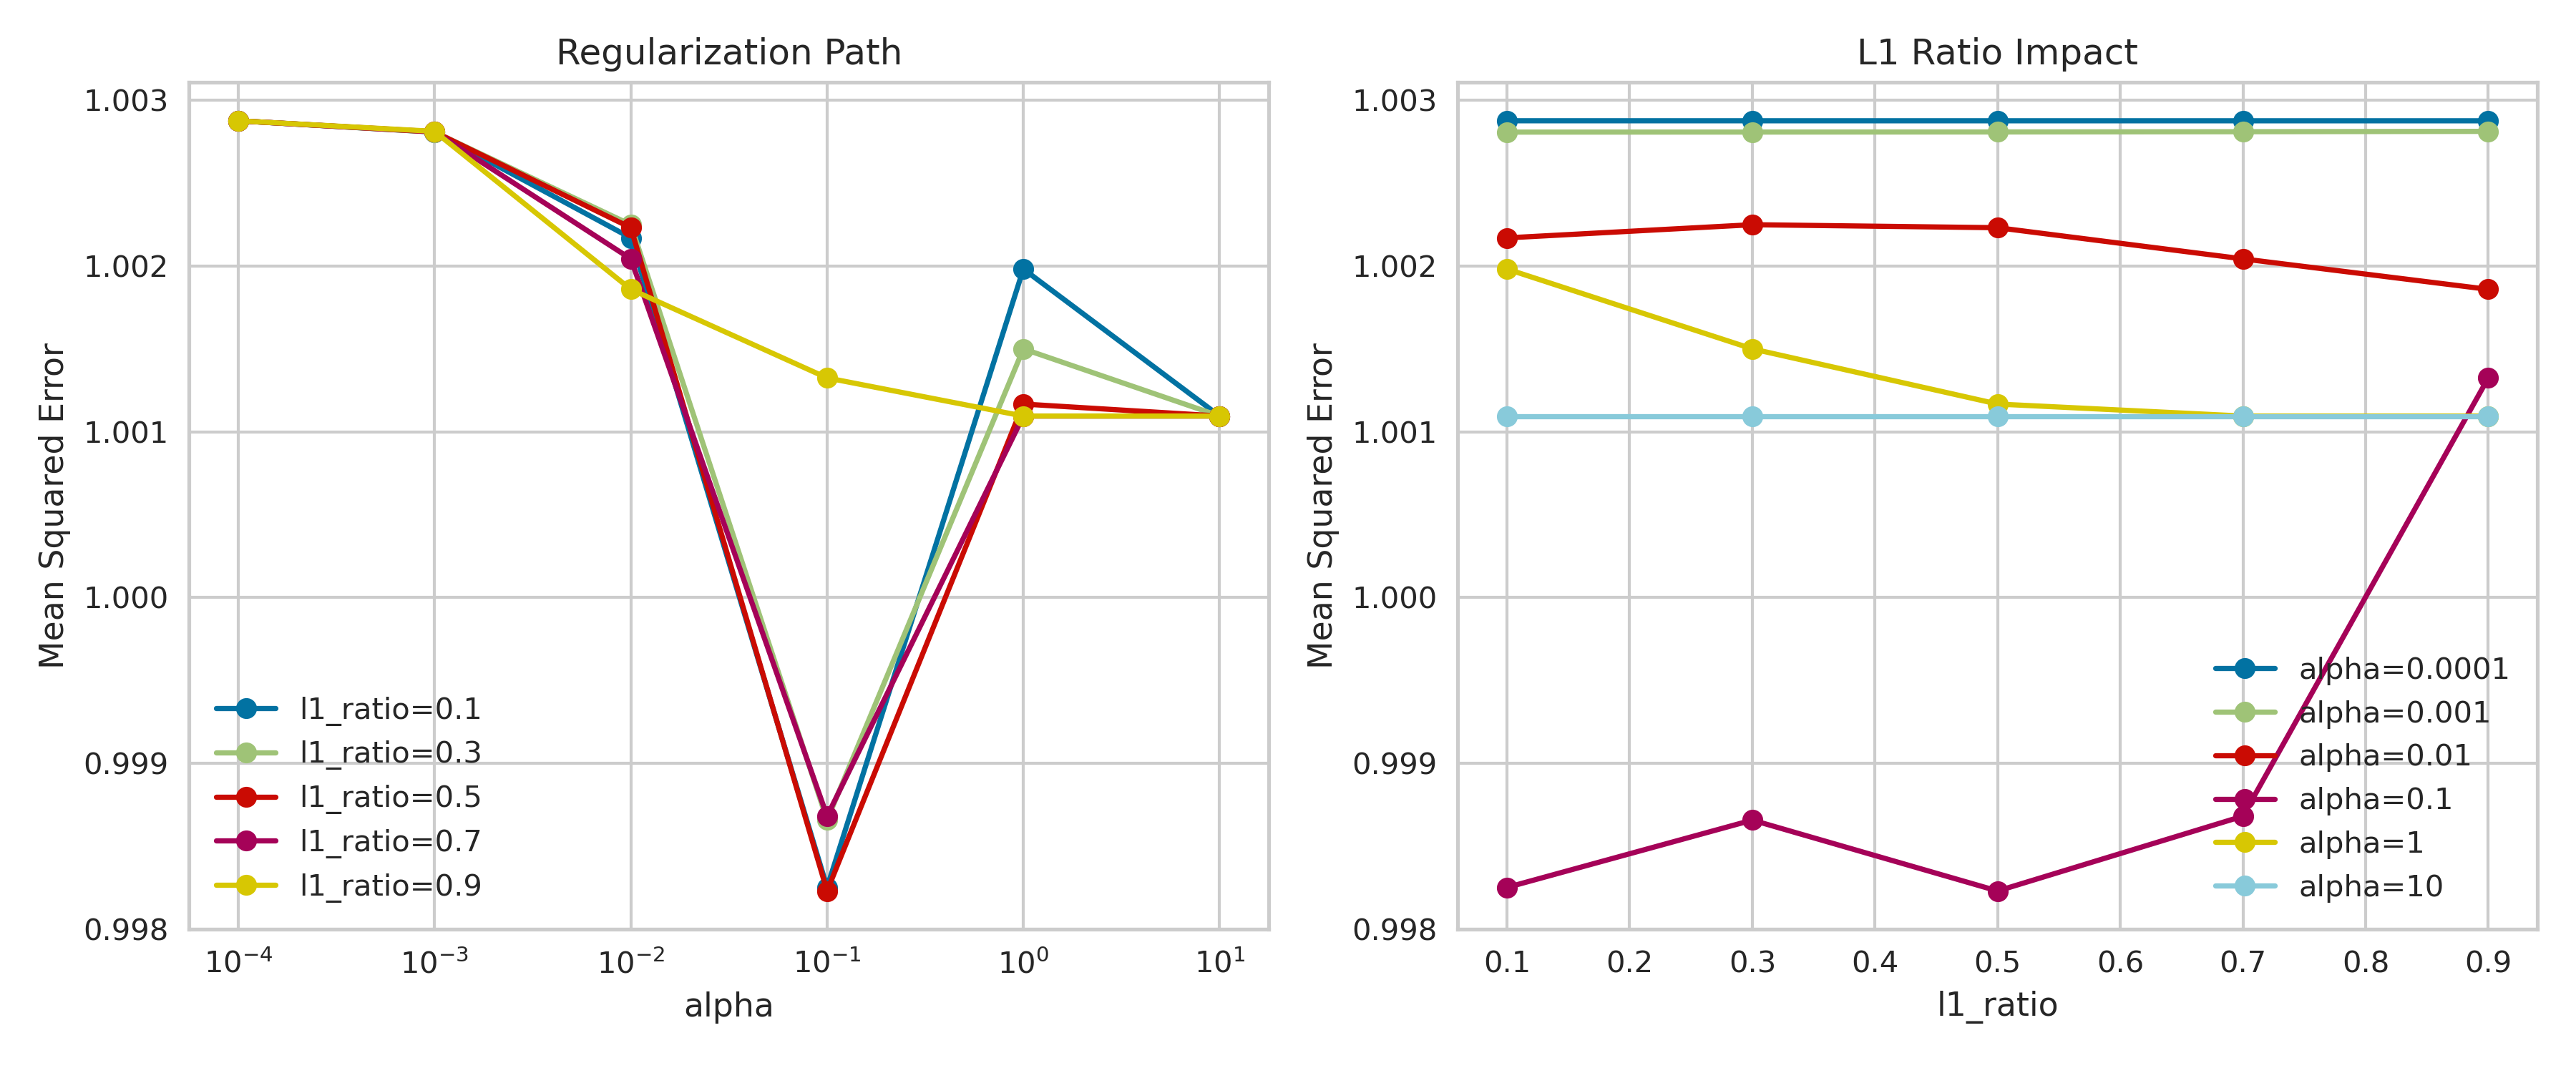 Regularization Path
1.003
1.002
1.001
1.000
0.999
0.998
Mean Squared Error
l1_ratio=0.1
l1_ratio=0.3
l1_ratio=0.5
l1_ratio=0.7
l1_ratio=0.9
10⁻⁴ 10⁻³ 10⁻² 10⁻¹ 10⁰ 10¹
alpha
L1 Ratio Impact
1.003
1.002
1.001
1.000
0.999
0.998
Mean Squared Error
alpha=0.0001
alpha=0.001
alpha=0.01
alpha=0.1
alpha=1
alpha=10
0.1 0.2 0.3 0.4 0.5 0.6 0.7 0.8 0.9
l1_ratio